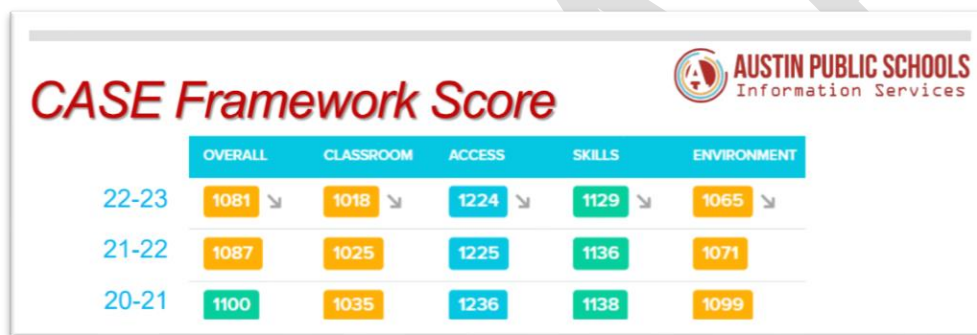 AUSTIN PUBLIC SCHOOLS
Information Services
CASE Framework Score
OVERALL CLASSROOM ACCESS SKILLS ENVIRONMENT
22-23 1081 1018 1224 1129 1065
21-22 1087 1025 1225 1136 1071
20-21 1100 1035 1236 1138 1099